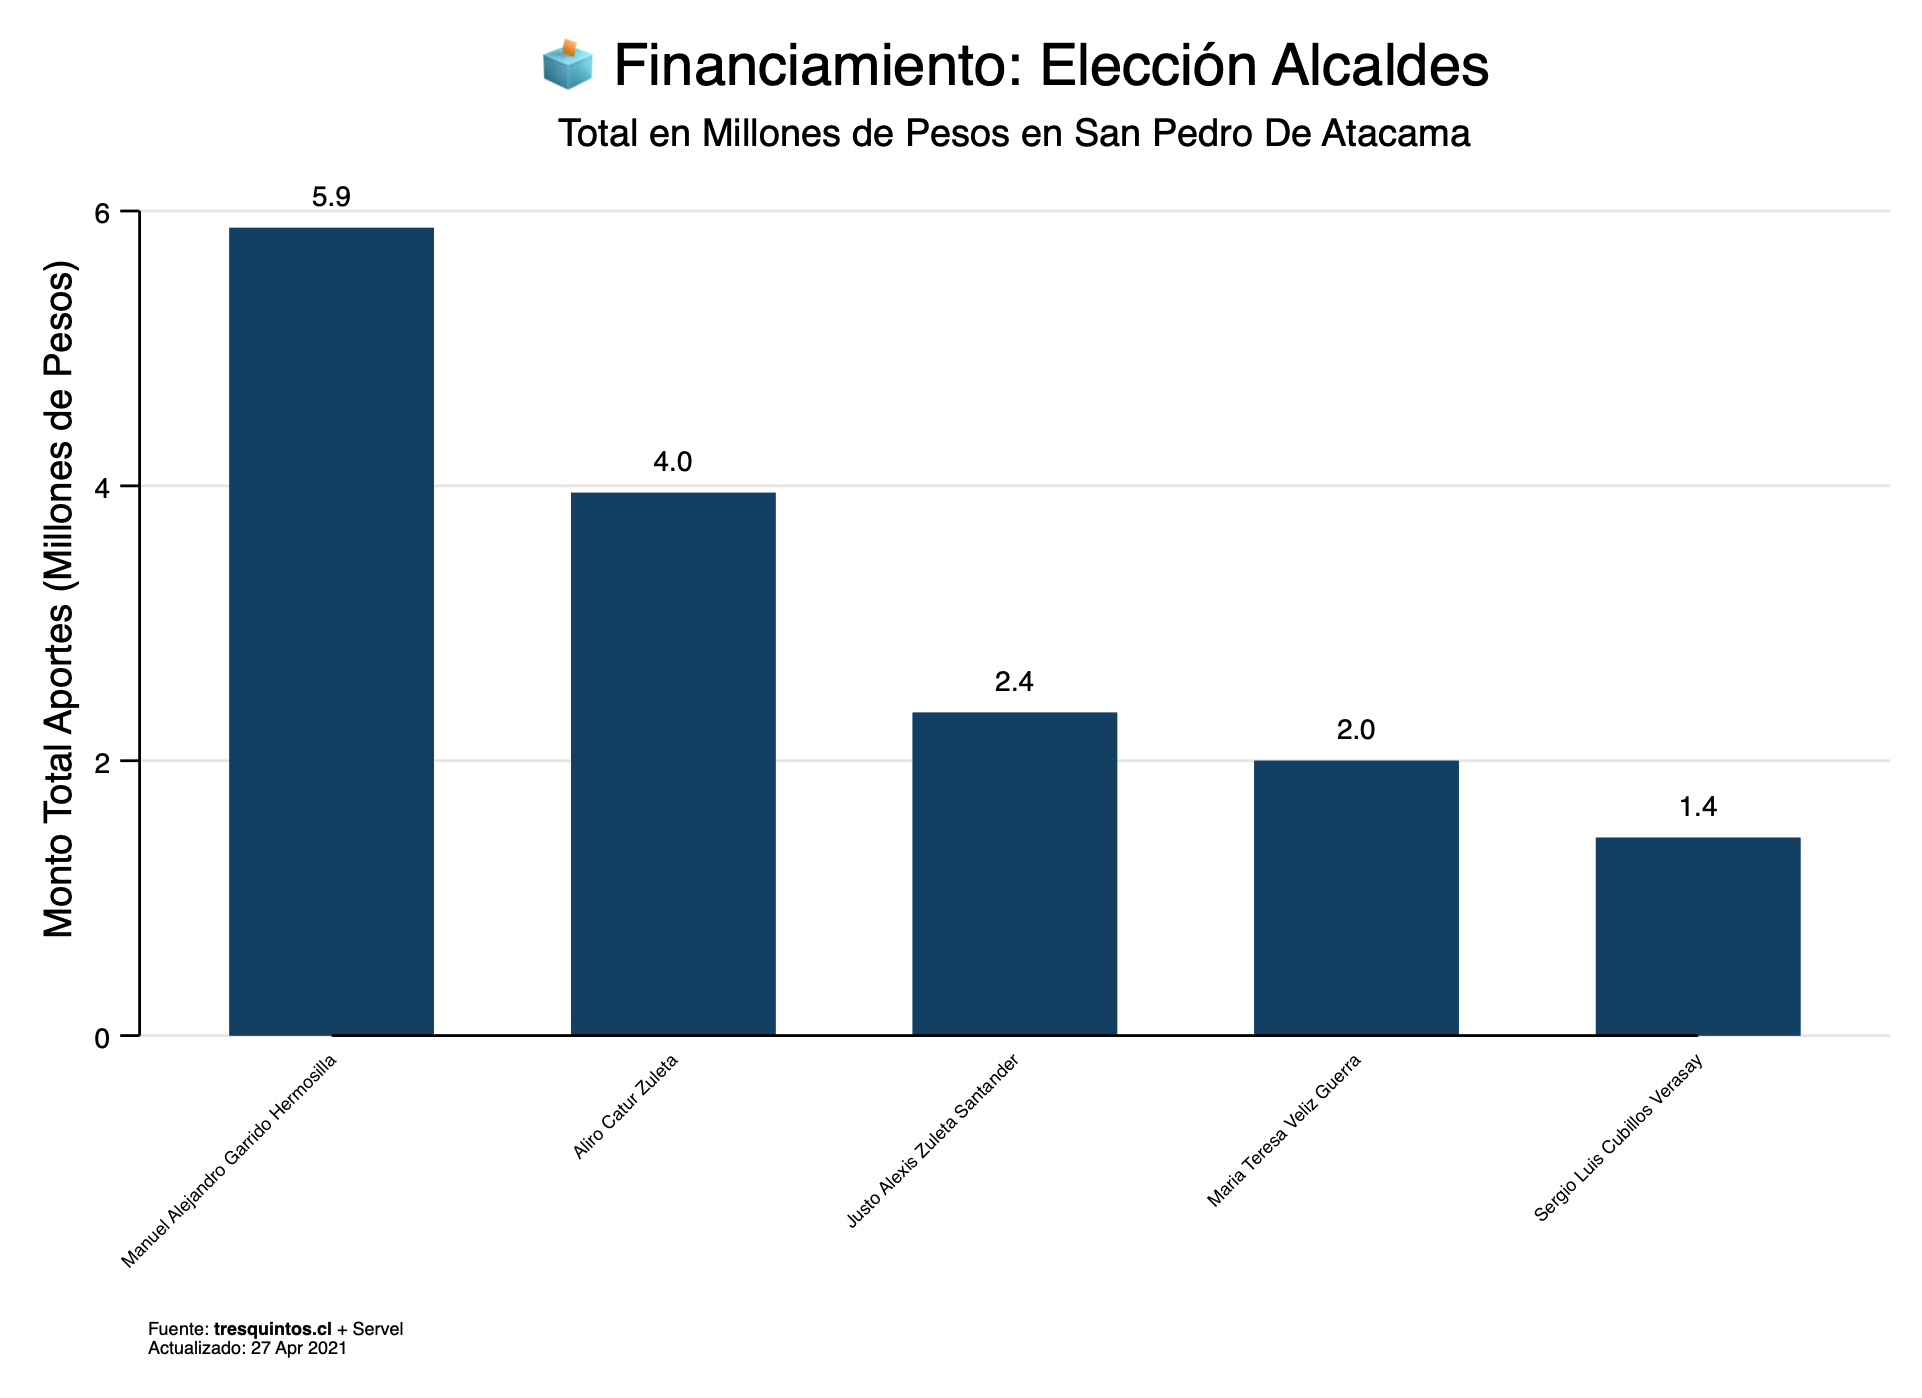 Financiamiento: Elección Alcaldes
Total en Millones de Pesos en San Pedro De Atacama
Monto Total Aportes (Millones de Pesos)
6
4
2
0
5.9
4.0
2.4
2.0
1.4
Manuel Alejandro Garrido Hermosilla
Aliro Catur Zuleta
Justo Alexis Zuleta Santander
Maria Teresa Veliz Guerra
Sergio Luis Cubillos Verasay
Fuente: tresquintos.cl + Servel
Actualizado: 27 Apr 2021